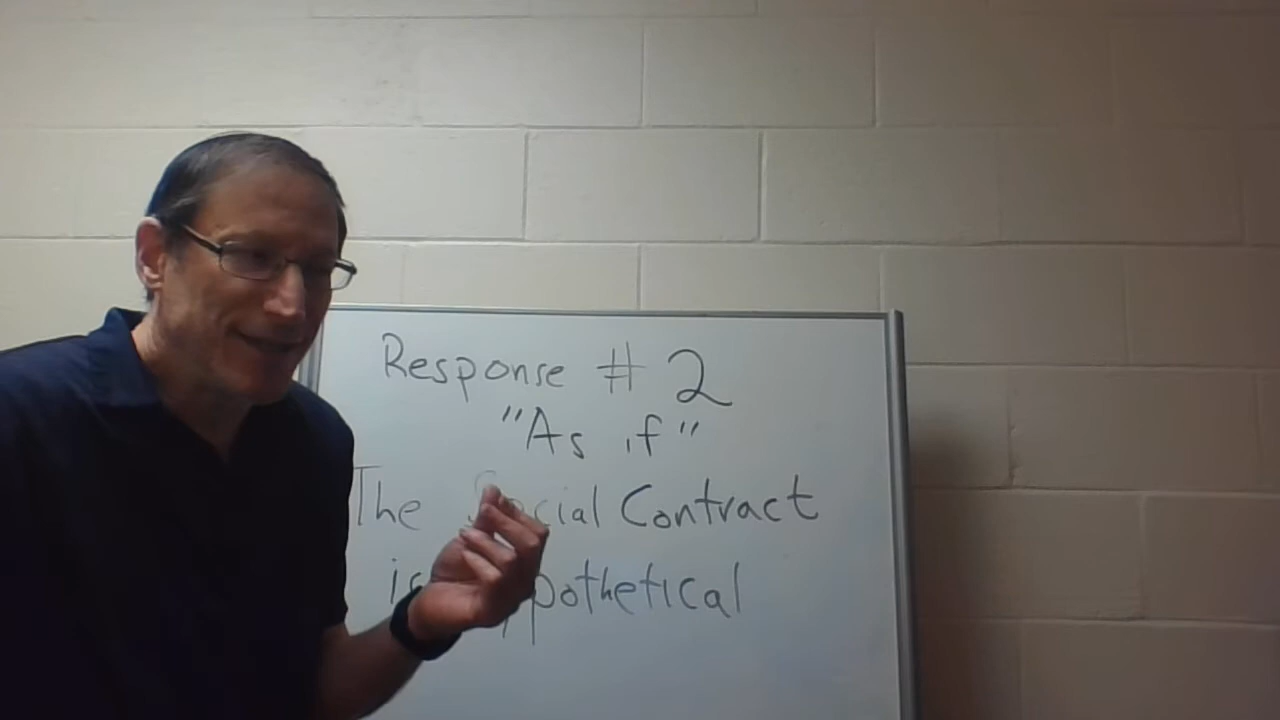 Response # 2
"As if"
The Social Contract
is hypothetical